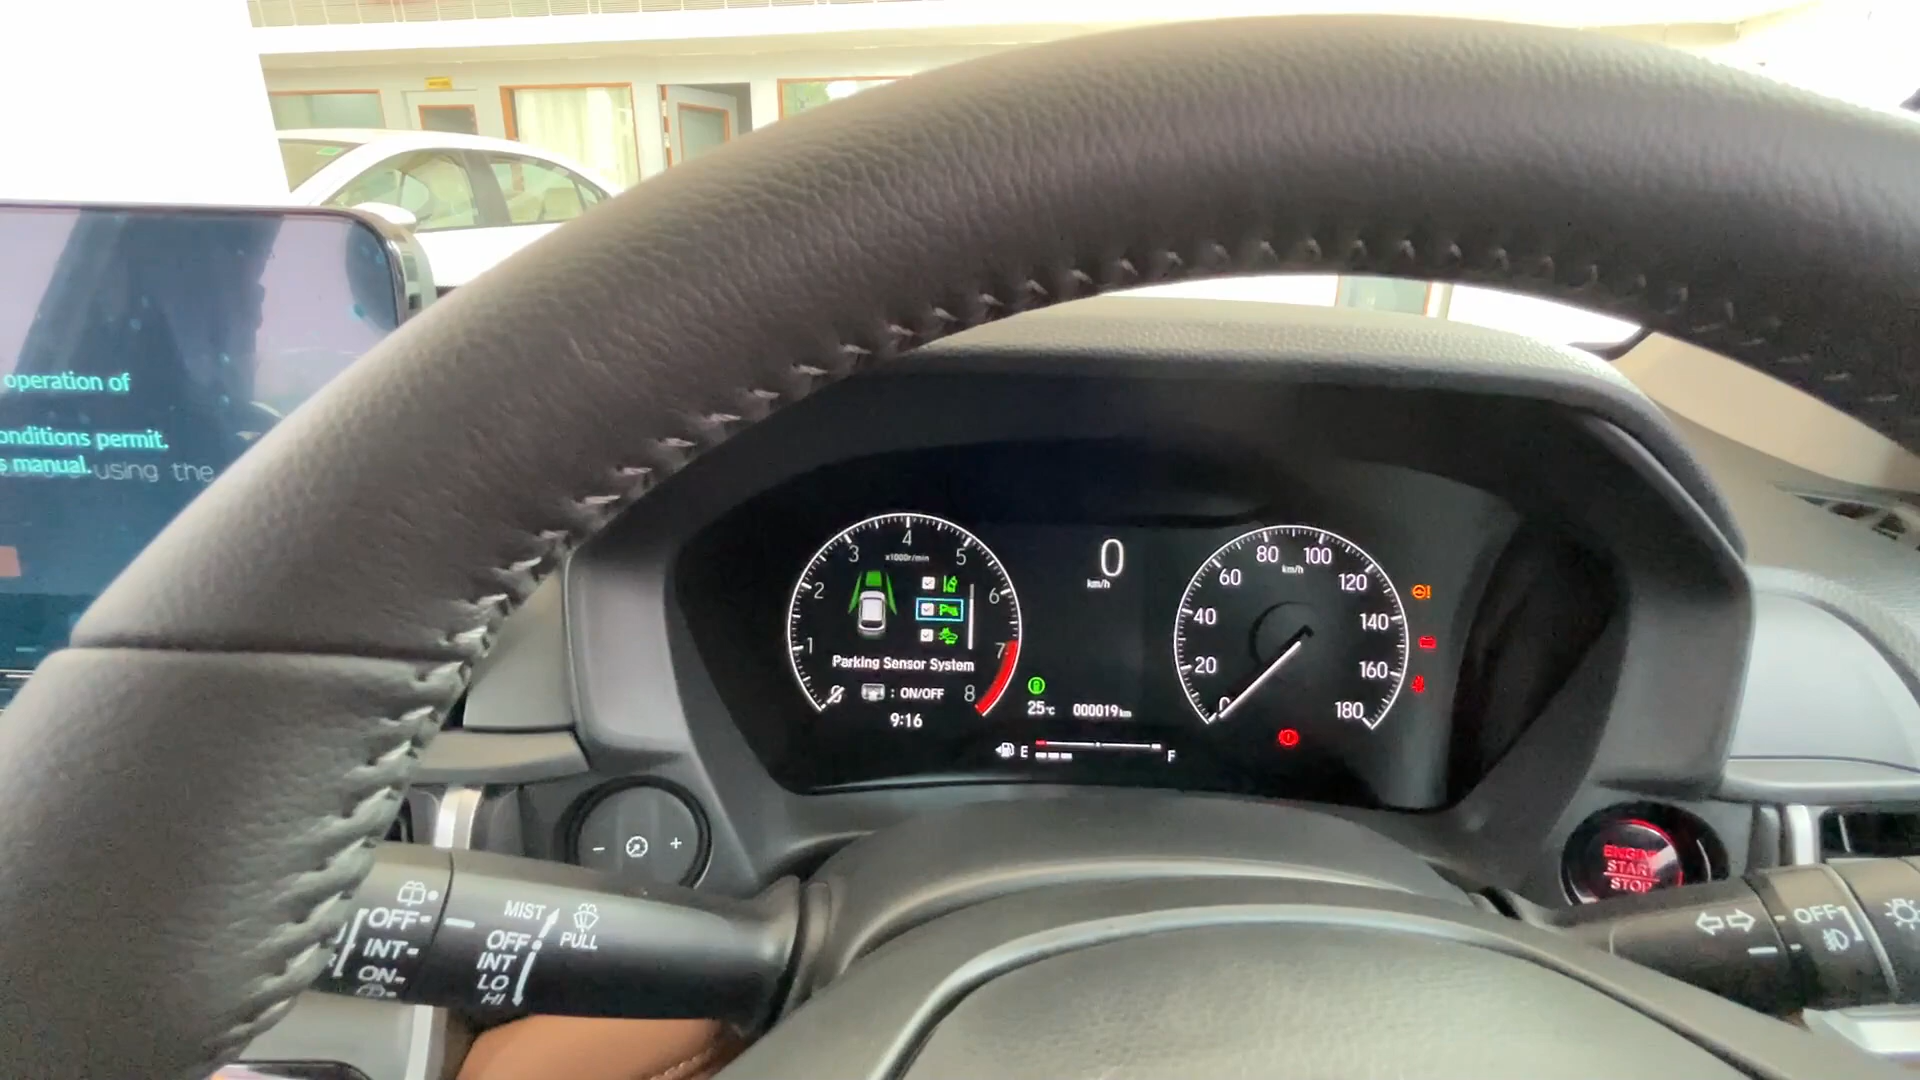 operation of
onditions permit.
s manual.using the
4
3
5
x1000r/min
2
6
1
7
8
Parking Sensor System
: ON/OFF
9:16
0
km/h
25°c
000019km
E
F
80
100
60
km/h
120
40
140
20
160
0
180
- +
ENGINE
START
STOP
OFF-
INT-
ON-
MIST
PULL
OFF
INT
LO
HI
OFF